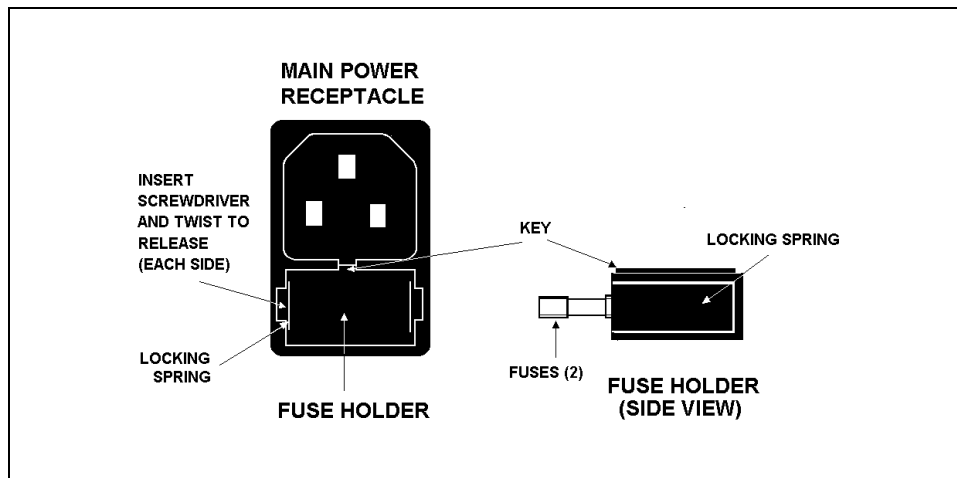 MAIN POWER
RECEPTACLE
INSERT
SCREWDRIVER
AND TWIST TO
RELEASE
(EACH SIDE)
KEY
LOCKING SPRING
LOCKING
SPRING
FUSES (2)
FUSE HOLDER
FUSE HOLDER
(SIDE VIEW)